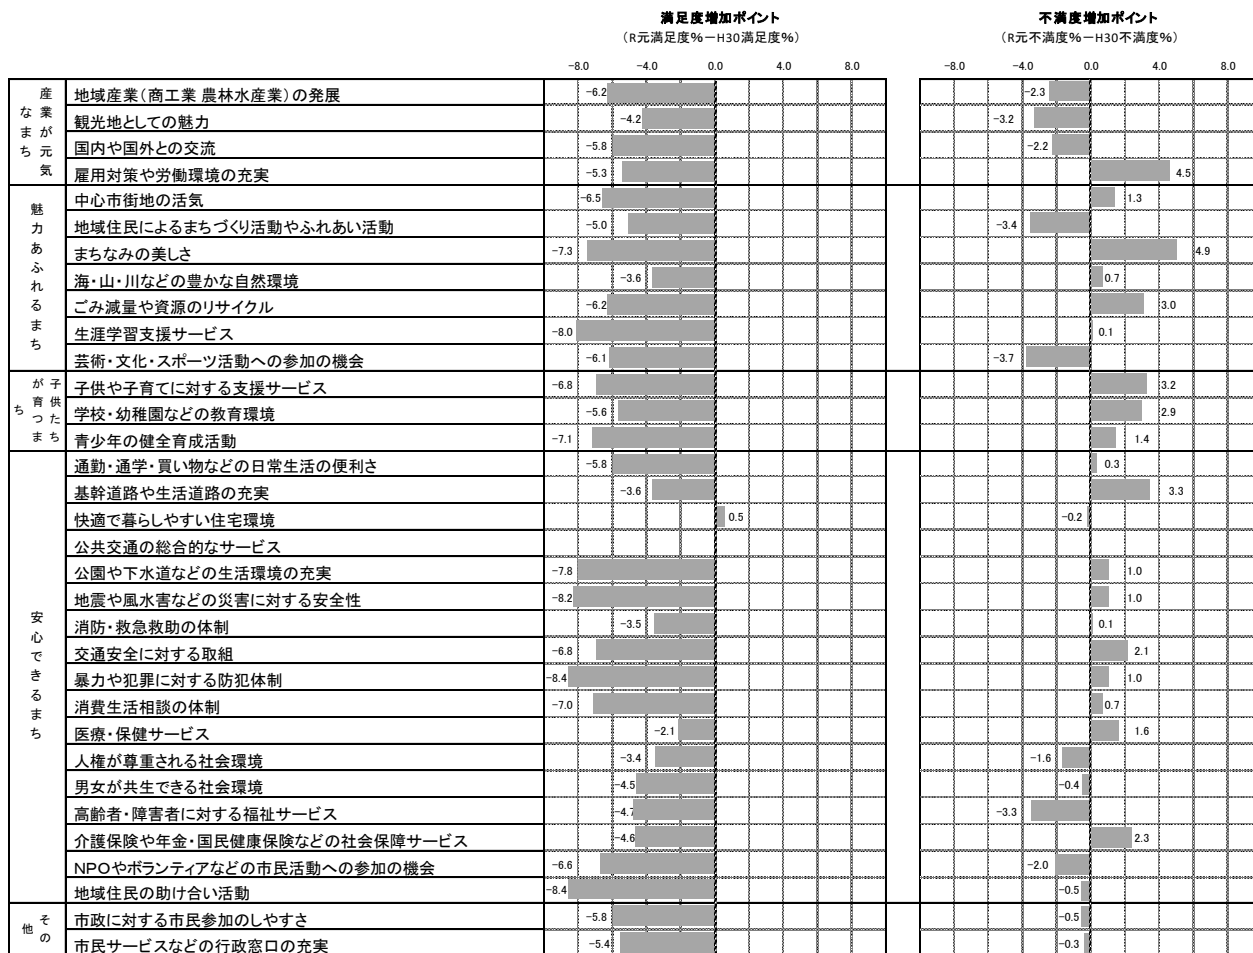 満足度増加ポイント
（R元満足度%－H30満足度%）
不満度増加ポイント
（R元不満度%－H30不満度%）
−8.0 −4.0 0.0 4.0 8.0
−8.0 −4.0 0.0 4.0 8.0
産業が元気なまち
地域産業（商工業 農林水産業）の発展 −6.2 −2.3
観光地としての魅力 −4.2 −3.2
国内や国外との交流 −5.8 −2.2
雇用対策や労働環境の充実 −5.3 4.5
魅力あふれるまち
中心市街地の活気 −6.5 1.3
地域住民によるまちづくり活動やふれあい活動 −5.0 −3.4
まちなみの美しさ −7.3 4.9
海・山・川などの豊かな自然環境 −3.6 0.7
ごみ減量や資源のリサイクル −6.2 3.0
生涯学習支援サービス −8.0 0.1
芸術・文化・スポーツ活動への参加の機会 −6.1 −3.7
子供たちが育つまち
子供や子育てに対する支援サービス −6.8 3.2
学校・幼稚園などの教育環境 −5.6 2.9
青少年の健全育成活動 −7.1 1.4
安心できるまち
通勤・通学・買い物などの日常生活の便利さ −5.8 0.3
基幹道路や生活道路の充実 −3.6 3.3
快適で暮らしやすい住宅環境 0.5 −0.2
公共交通の総合的なサービス
公園や下水道などの生活環境の充実 −7.8 1.0
地震や風水害などの災害に対する安全性 −8.2 1.0
消防・救急救助の体制 −3.5 0.1
交通安全に対する取組 −6.8 2.1
暴力や犯罪に対する防犯体制 −8.4 1.0
消費生活相談の体制 −7.0 0.7
医療・保健サービス −2.1 1.6
人権が尊重される社会環境 −3.4 −1.6
男女が共生できる社会環境 −4.5 −0.4
高齢者・障害者に対する福祉サービス −4.7 −3.3
介護保険や年金・国民健康保険などの社会保障サービス −4.6 2.3
NPOやボランティアなどの市民活動への参加の機会 −6.6 −2.0
地域住民の助け合い活動 −8.4 −0.5
その他
市政に対する市民参加のしやすさ −5.8 −0.5
市民サービスなどの行政窓口の充実 −5.4 −0.3